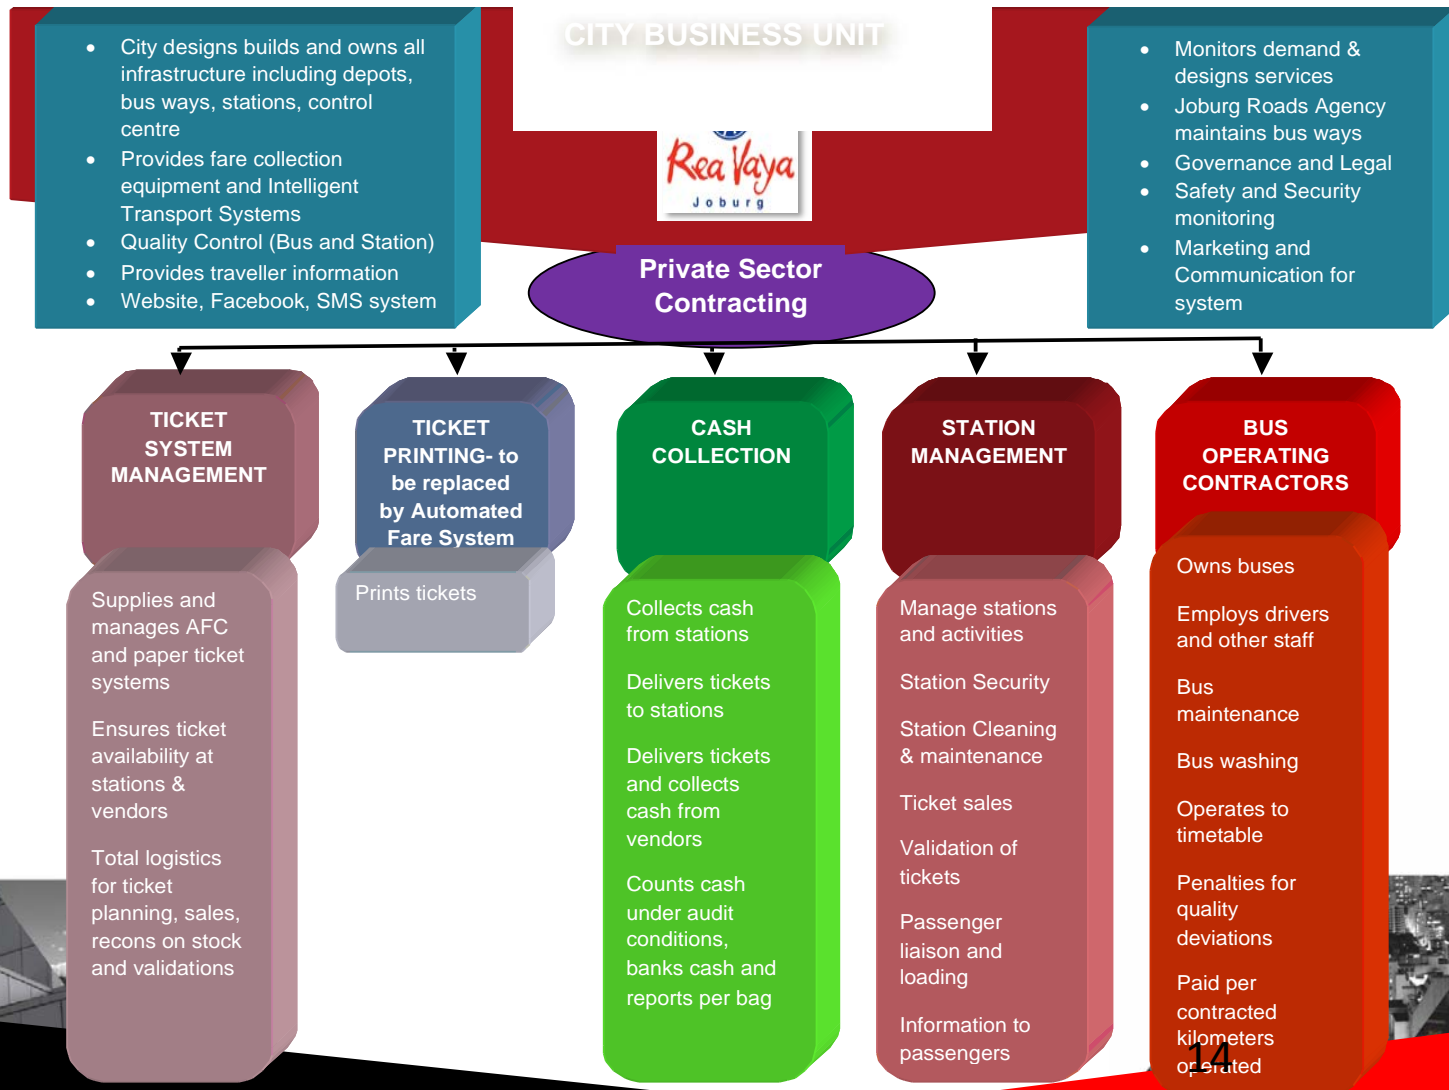 CITY BUSINESS UNIT
City designs builds and owns all
infrastructure including depots,
bus ways, stations, control
centre
Provides fare collection
equipment and Intelligent
Transport Systems
Quality Control (Bus and Station)
Provides traveller information
Website, Facebook, SMS system
Monitors demand &
designs services
Joburg Roads Agency
maintains bus ways
Governance and Legal
Safety and Security
monitoring
Marketing and
Communication for
system
Rea Vaya
Joburg
Private Sector
Contracting
TICKET
SYSTEM
MANAGEMENT
Supplies and
manages AFC
and paper ticket
systems
Ensures ticket
availability at
stations &
vendors
Total logistics
for ticket
planning, sales,
recons on stock
and validations
TICKET
PRINTING- to
be replaced
by Automated
Fare System
Prints tickets
CASH
COLLECTION
Collects cash
from stations
Delivers tickets
to stations
Delivers tickets
and collects
cash from
vendors
Counts cash
under audit
conditions,
banks cash and
reports per bag
STATION
MANAGEMENT
Manage stations
and activities
Station Security
Station Cleaning
& maintenance
Ticket sales
Validation of
tickets
Passenger
liaison and
loading
Information to
passengers
BUS
OPERATING
CONTRACTORS
Owns buses
Employs drivers
and other staff
Bus
maintenance
Bus washing
Operates to
timetable
Penalties for
quality
deviations
Paid per
contracted
kilometers
operated
14